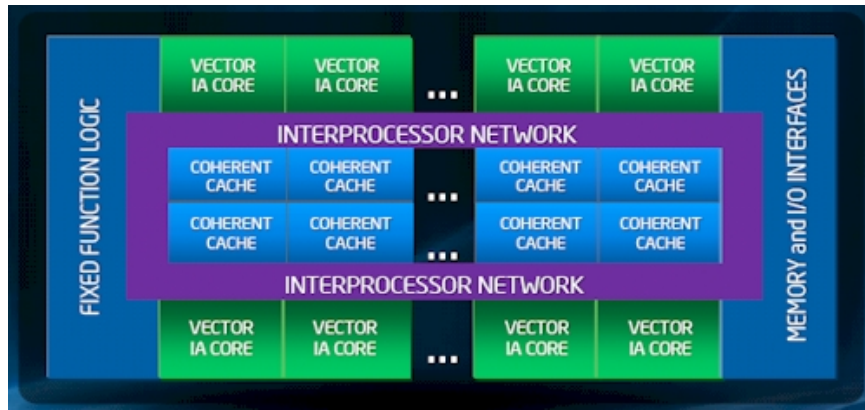 FIXED FUNCTION LOGIC
VECTOR
IA CORE
VECTOR
IA CORE
...
VECTOR
IA CORE
VECTOR
IA CORE
INTERPROCESSOR NETWORK
COHERENT
CACHE
COHERENT
CACHE
...
COHERENT
CACHE
COHERENT
CACHE
COHERENT
CACHE
COHERENT
CACHE
...
COHERENT
CACHE
COHERENT
CACHE
INTERPROCESSOR NETWORK
VECTOR
IA CORE
VECTOR
IA CORE
...
VECTOR
IA CORE
VECTOR
IA CORE
MEMORY and I/O INTERFACES